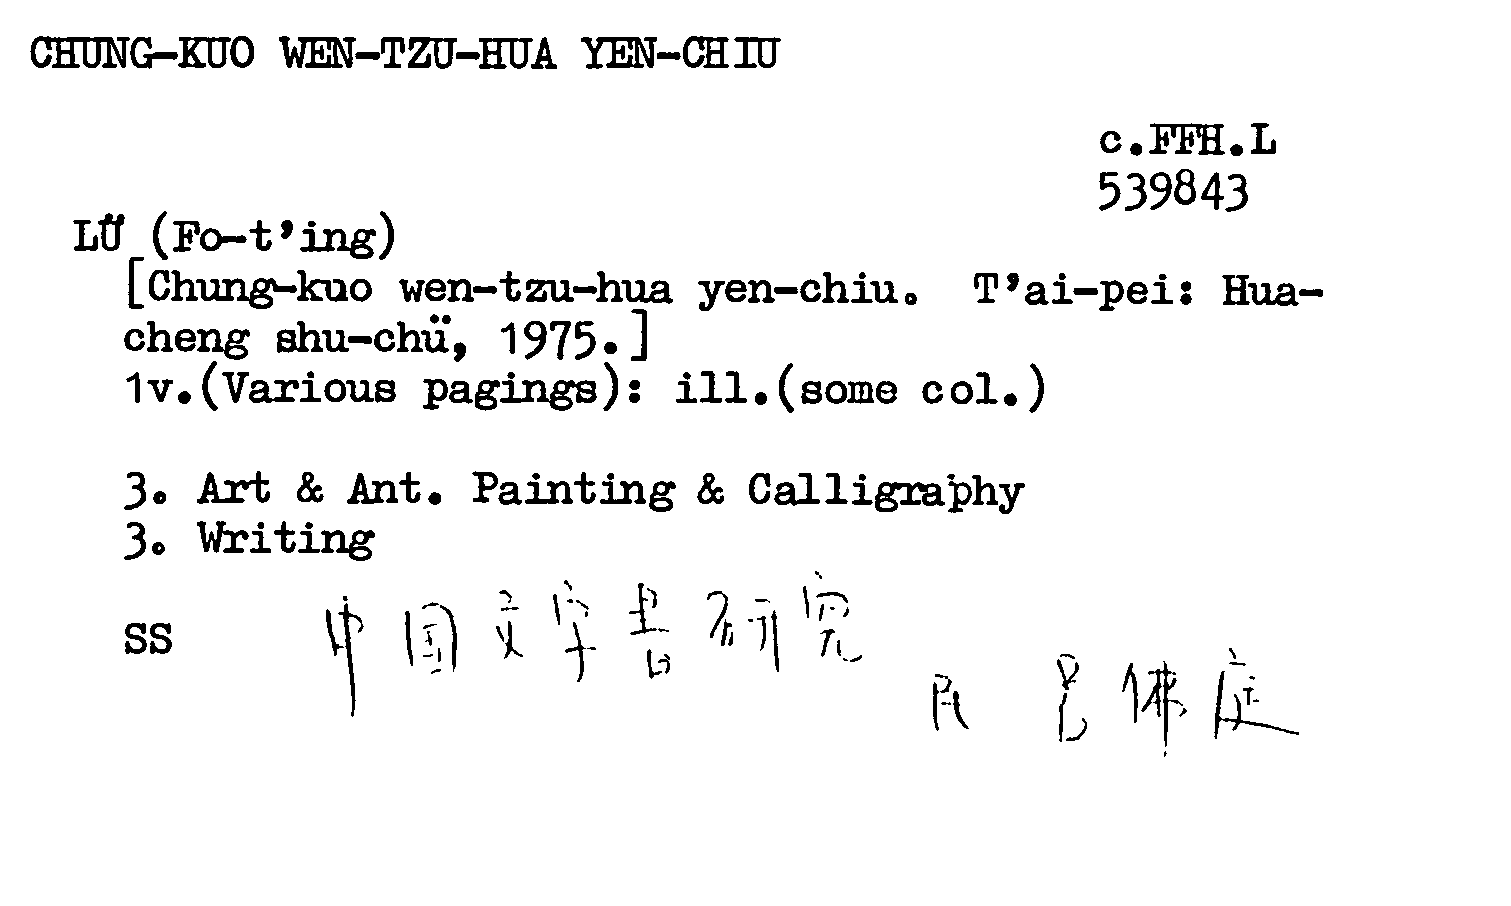 CHUNG-KUO WEN-TZU-HUA YEN-CHIU
c.FFH.L
539843
LÜ (Fo-t'ing)
[Chung-kuo wen-tzu-hua yen-chiu. T'ai-pei: Hua-
cheng shu-chü, 1975.]
1v.(Various pagings): ill.(some col.)
3. Art & Ant. Painting & Calligraphy
3. Writing
SS 中国文字畫研究
民 呂佛庭